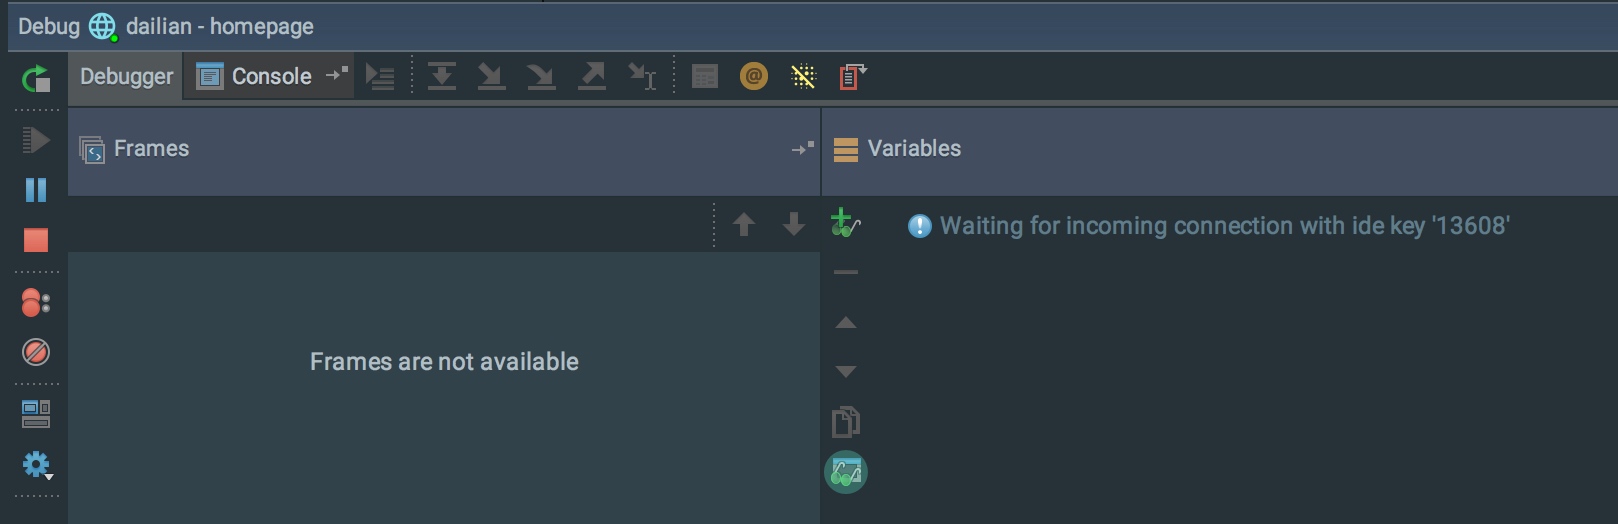 Debug dailian - homepage
Debugger Console
Frames
Variables
Waiting for incoming connection with ide key '13608'
Frames are not available